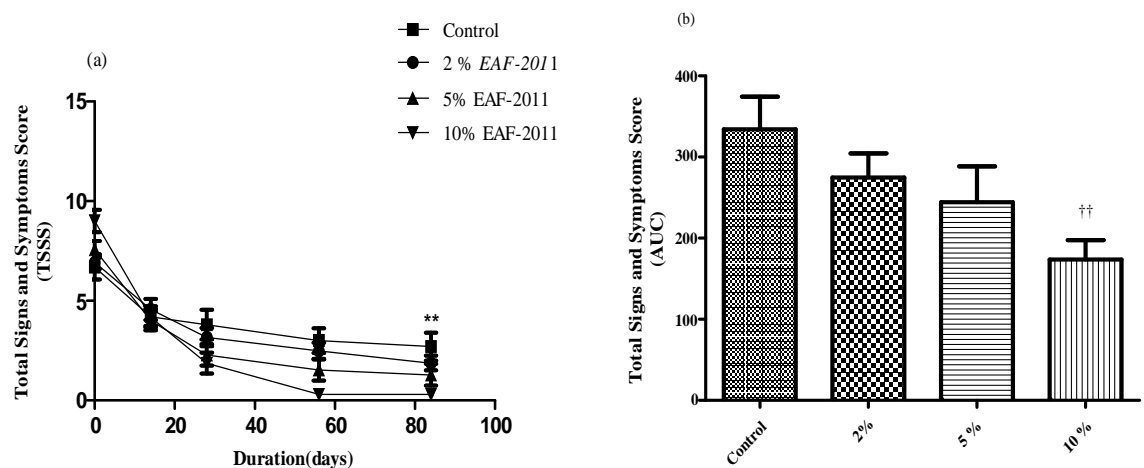 (a)
Control
2 % EAF-2011
5% EAF-2011
10% EAF-2011
Total Signs and Symptoms Score
(TSSS)
15
10
5
0
**
0 20 40 60 80 100
Duration(days)
(b)
Total Signs and Symptoms Score
(AUC)
400
300
200
100
0
††
Control 2% 5 % 10 %